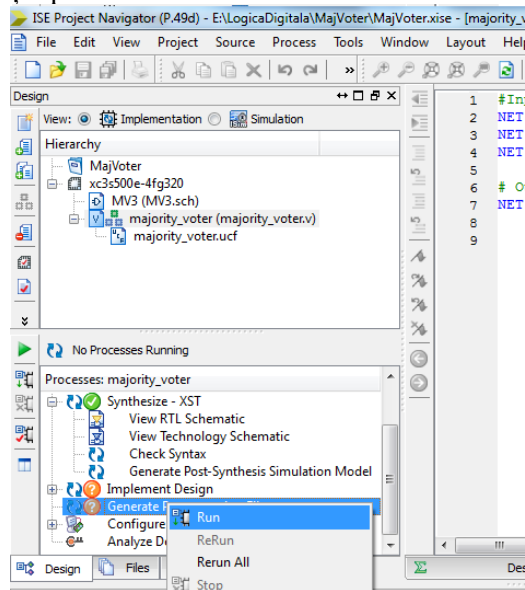 ISE Project Navigator (P.49d) - E:\LogicaDigitala\MajVoter\MajVoter.xise - [majority_v
File Edit View Project Source Process Tools Window Layout Help
Design
View: Implementation Simulation
Hierarchy
MajVoter
xc3s500e-4fg320
MV3 (MV3.sch)
majority_voter (majority_voter.v)
majority_voter.ucf
No Processes Running
Processes: majority_voter
Synthesize - XST
View RTL Schematic
View Technology Schematic
Check Syntax
Generate Post-Synthesis Simulation Model
Implement Design
Generate
Configure
Analyze De
Run
ReRun
Rerun All
Stop
Design Files
1 #In
2 NET
3 NET
4 NET
5
6 # O
7 NET
8
9
Des